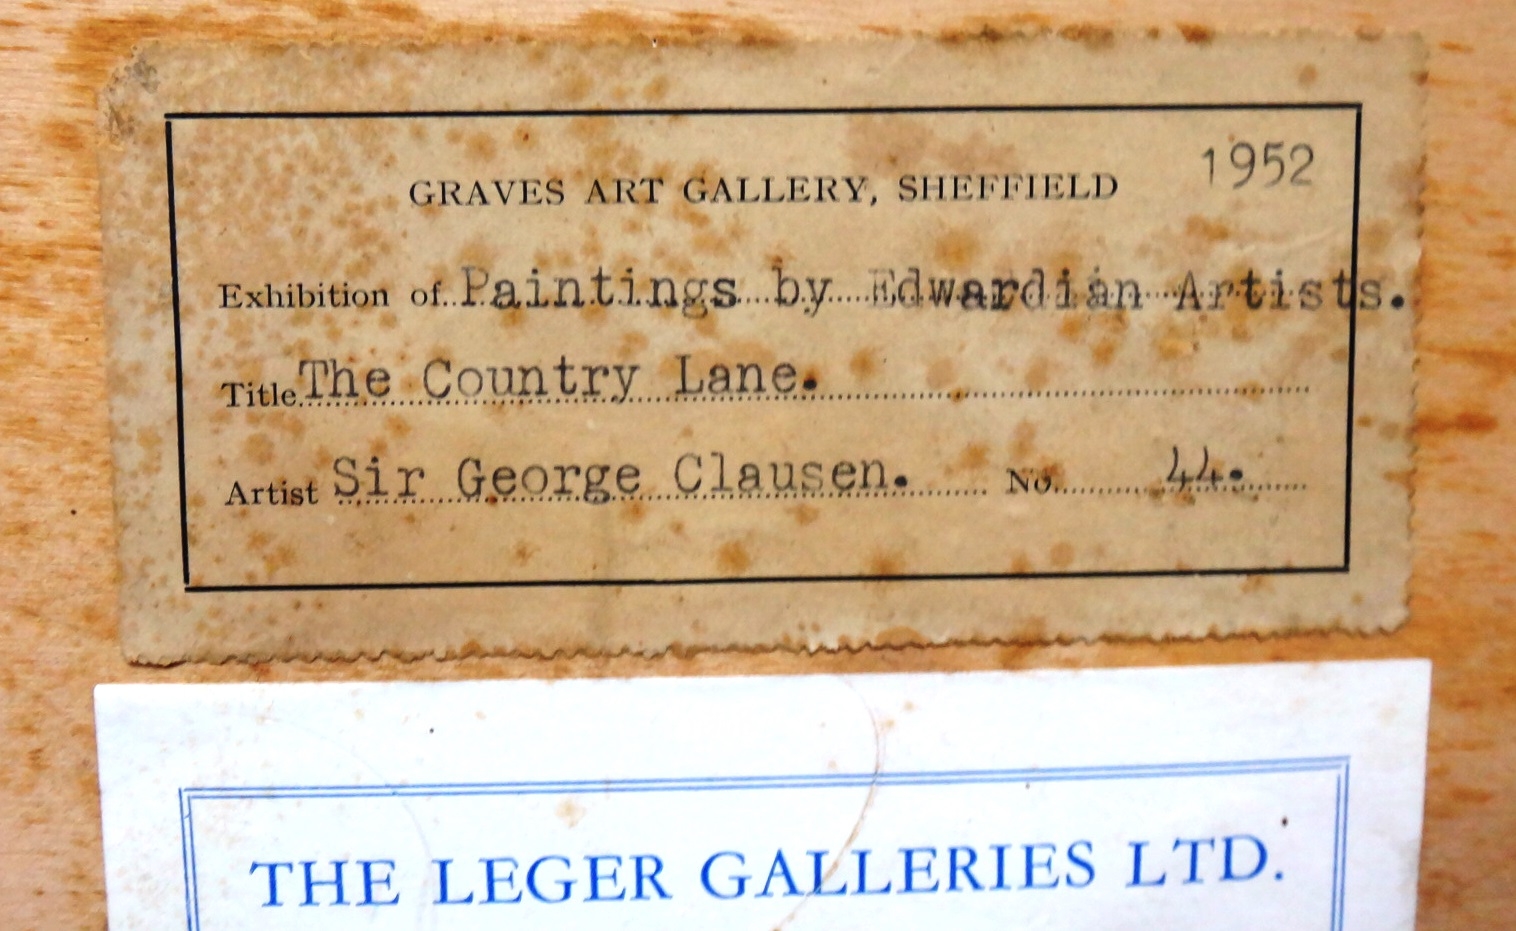 1952
GRAVES ART GALLERY, SHEFFIELD
Exhibition of Paintings by Edwardian Artists.
Title The Country Lane.
Artist Sir George Clausen. No. 44.
THE LEGER GALLERIES LTD.